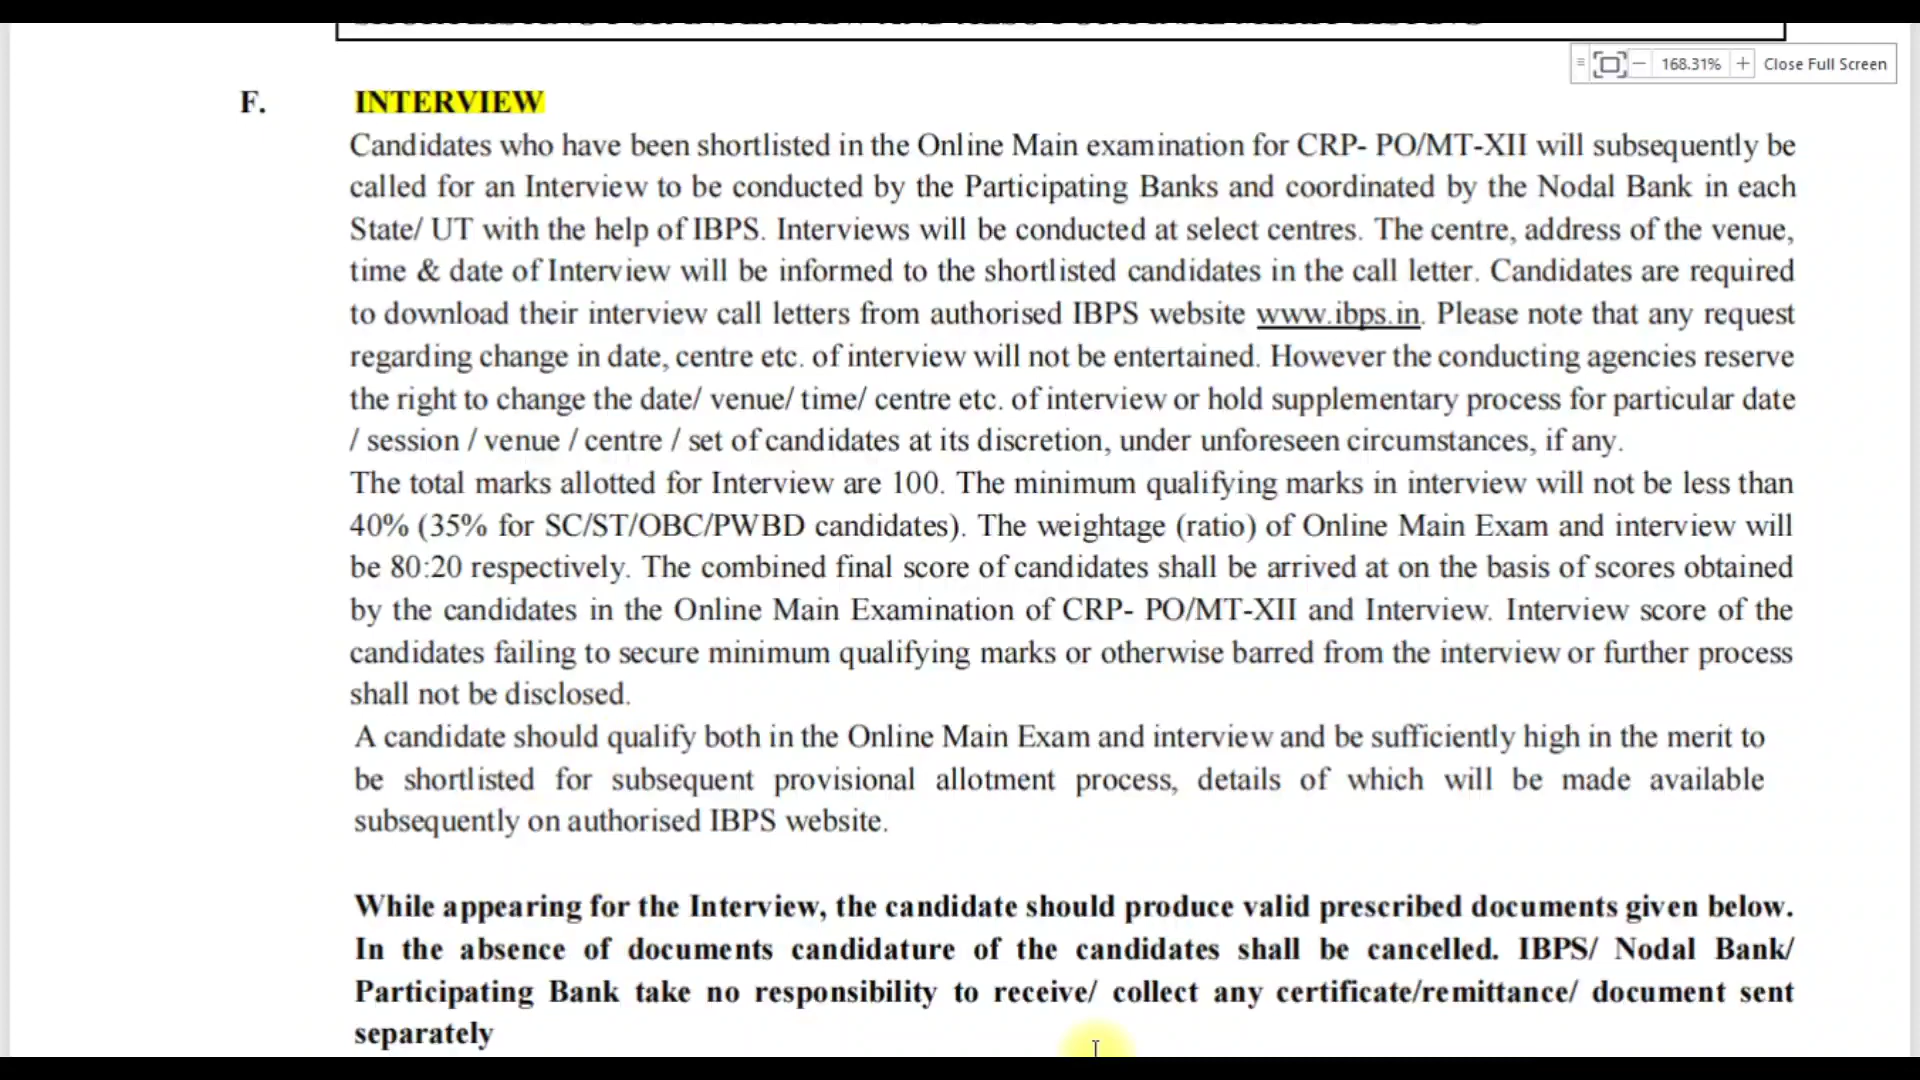 168.31%
Close Full Screen
F. INTERVIEW
Candidates who have been shortlisted in the Online Main examination for CRP- PO/MT-XII will subsequently be
called for an Interview to be conducted by the Participating Banks and coordinated by the Nodal Bank in each
State/ UT with the help of IBPS. Interviews will be conducted at select centres. The centre, address of the venue,
time & date of Interview will be informed to the shortlisted candidates in the call letter. Candidates are required
to download their interview call letters from authorised IBPS website www.ibps.in. Please note that any request
regarding change in date, centre etc. of interview will not be entertained. However the conducting agencies reserve
the right to change the date/ venue/ time/ centre etc. of interview or hold supplementary process for particular date
/ session / venue / centre / set of candidates at its discretion, under unforeseen circumstances, if any.
The total marks allotted for Interview are 100. The minimum qualifying marks in interview will not be less than
40% (35% for SC/ST/OBC/PWBD candidates). The weightage (ratio) of Online Main Exam and interview will
be 80:20 respectively. The combined final score of candidates shall be arrived at on the basis of scores obtained
by the candidates in the Online Main Examination of CRP- PO/MT-XII and Interview. Interview score of the
candidates failing to secure minimum qualifying marks or otherwise barred from the interview or further process
shall not be disclosed.
A candidate should qualify both in the Online Main Exam and interview and be sufficiently high in the merit to
be shortlisted for subsequent provisional allotment process, details of which will be made available
subsequently on authorised IBPS website.
While appearing for the Interview, the candidate should produce valid prescribed documents given below.
In the absence of documents candidature of the candidates shall be cancelled. IBPS/ Nodal Bank/
Participating Bank take no responsibility to receive/ collect any certificate/remittance/ document sent
separately